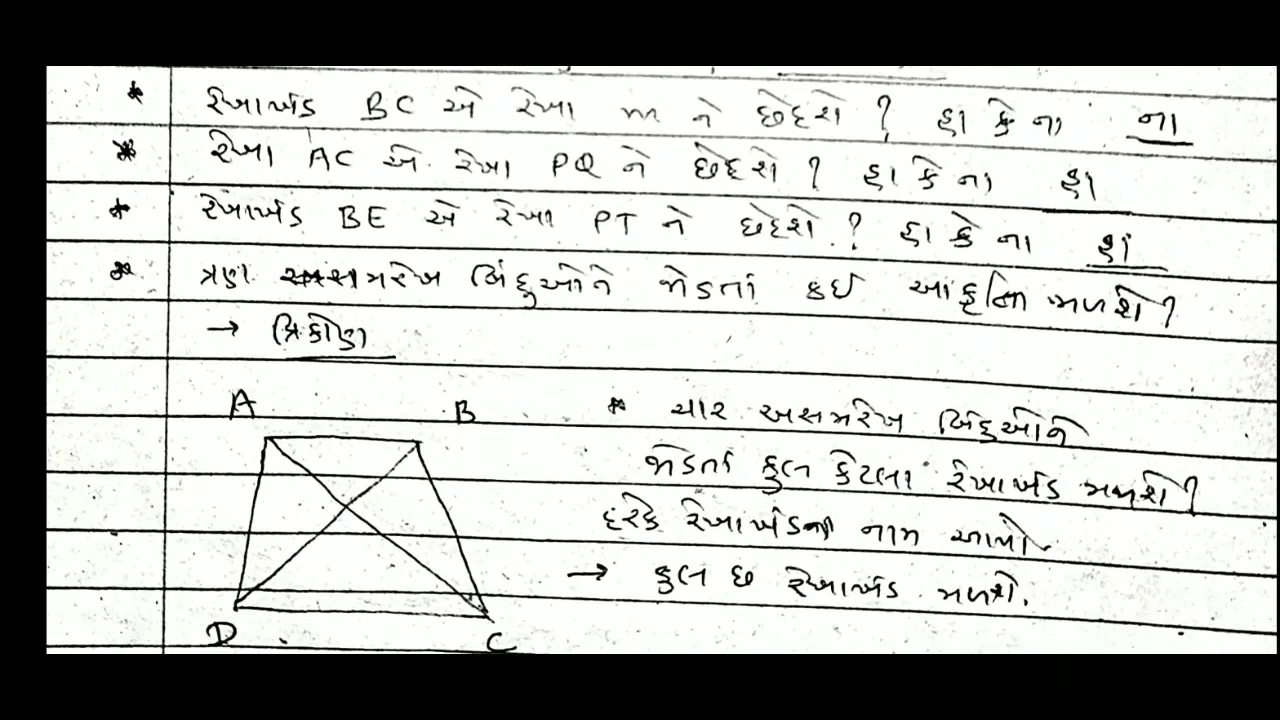 * રેખાખંડ BC એ રેખા m ને છેદશે ? હા કે ના ના
* રેખા AC એ રેખા PQ ને છેદશે ? હા કે ના હા
* રેખાખંડ BE એ રેખા PT ને છેદશે ? હા કે ના હા
* ત્રણ બિંદુઓને જોડતાં કઈ આકૃતિ મળશે ?
→ ત્રિકોણ
A B
* ચાર અસમરેખ બિંદુઓને
જોડતાં કુલ કેટલા રેખાખંડ મળશે ?
દરેક રેખાખંડના નામ આપો.
→ કુલ છ રેખાખંડ મળશે.
D C